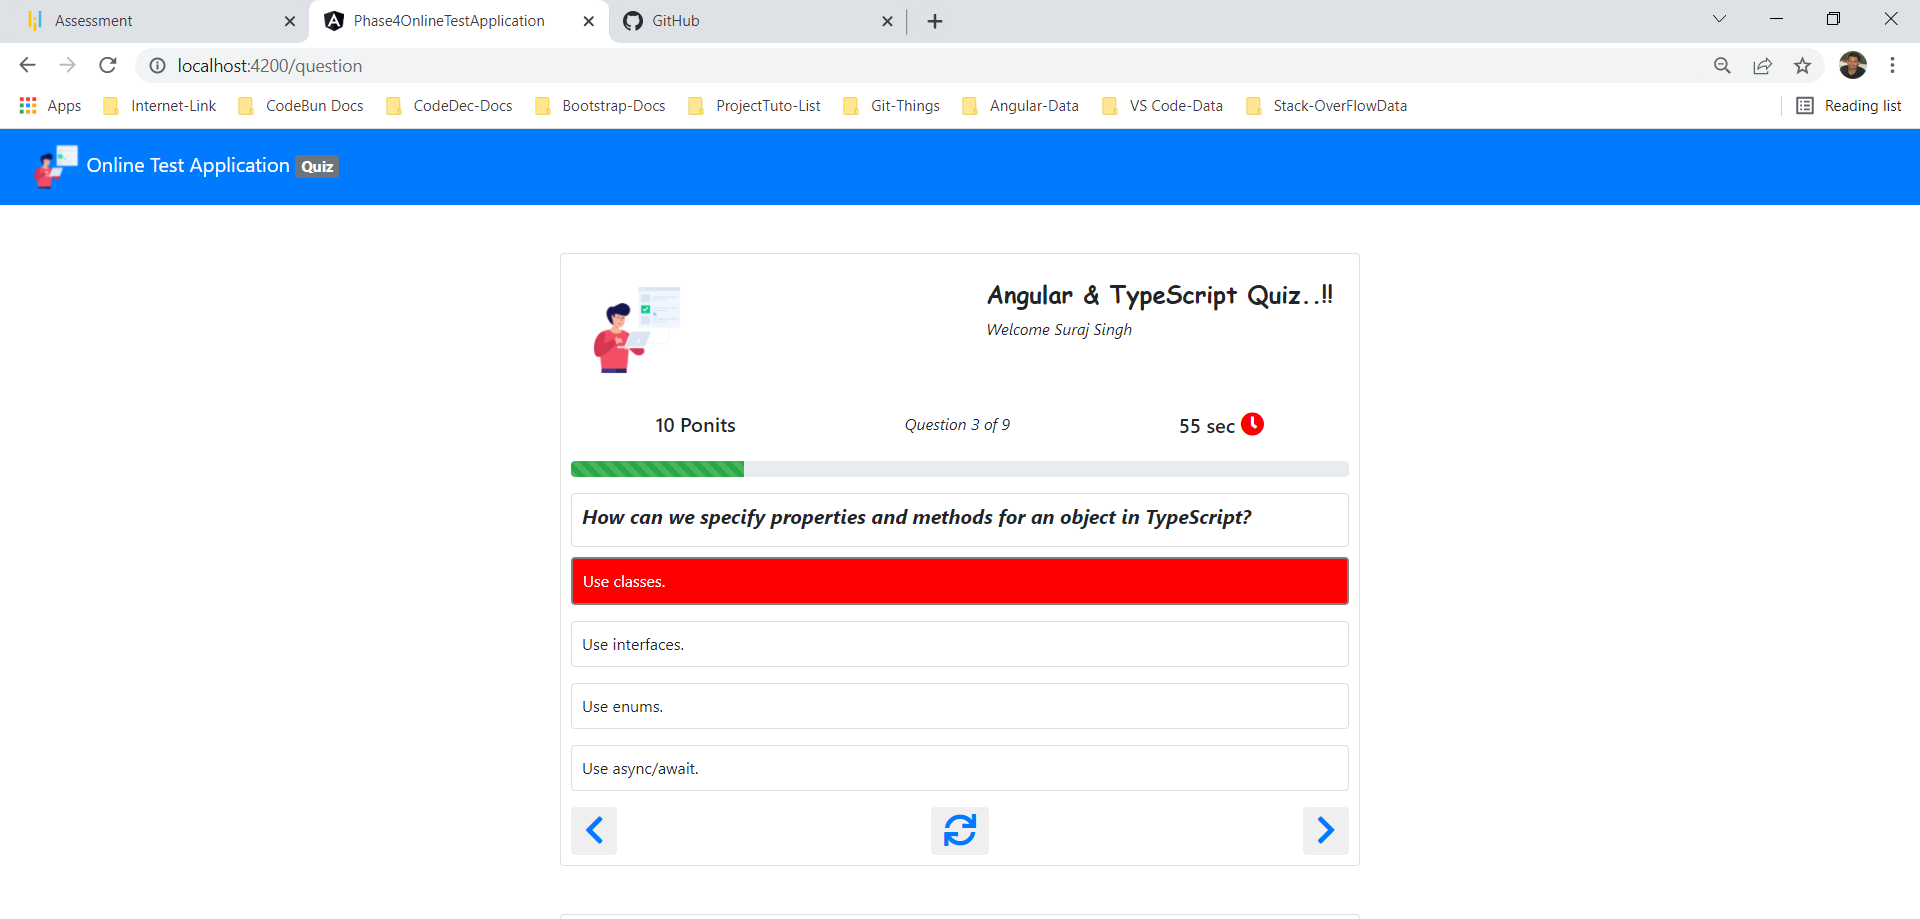 Assessment
Phase4OnlineTestApplication
GitHub
localhost:4200/question
Apps
Internet-Link
CodeBun Docs
CodeDec-Docs
Bootstrap-Docs
ProjectTuto-List
Git-Things
Angular-Data
VS Code-Data
Stack-OverFlowData
Reading list
Online Test Application Quiz
Angular & TypeScript Quiz..!!
Welcome Suraj Singh
10 Ponits
Question 3 of 9
55 sec
How can we specify properties and methods for an object in TypeScript?
Use classes.
Use interfaces.
Use enums.
Use async/await.